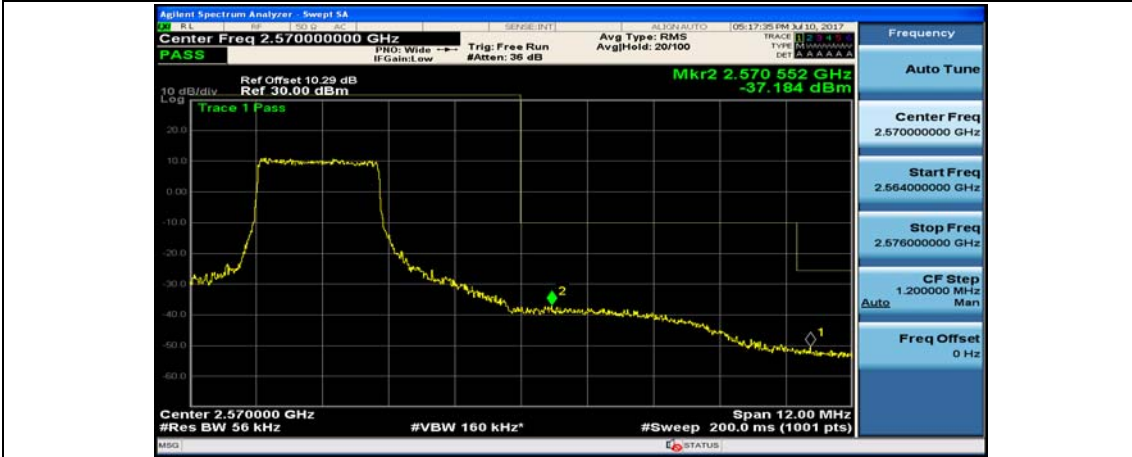 Agilent Spectrum Analyzer - Swept SA
RL RF 50 Ω AC SENSE:INT ALIGNAUTO 05:17:35 PM Jul 10, 2017
Center Freq 2.570000000 GHz
PASS
PNO: Wide
IFGain:Low
Trig: Free Run
#Atten: 36 dB
Avg Type: RMS
Avg|Hold: 20/100
TRACE 1 2 3 4 5 6
TYPE M
DET A A A A A A
Ref Offset 10.29 dB
10 dB/div Ref 30.00 dBm
Log
Mkr2 2.570 552 GHz
-37.184 dBm
Trace 1 Pass
20.0
10.0
0.00
-10.0
-20.0
-30.0
-40.0
-50.0
-60.0
2
1
Center 2.570000 GHz
Span 12.00 MHz
#Res BW 56 kHz
#VBW 160 kHz*
#Sweep 200.0 ms (1001 pts)
MSG
STATUS
Frequency
Auto Tune
Center Freq
2.570000000 GHz
Start Freq
2.564000000 GHz
Stop Freq
2.576000000 GHz
CF Step
1.200000 MHz
Auto Man
Freq Offset
0 Hz